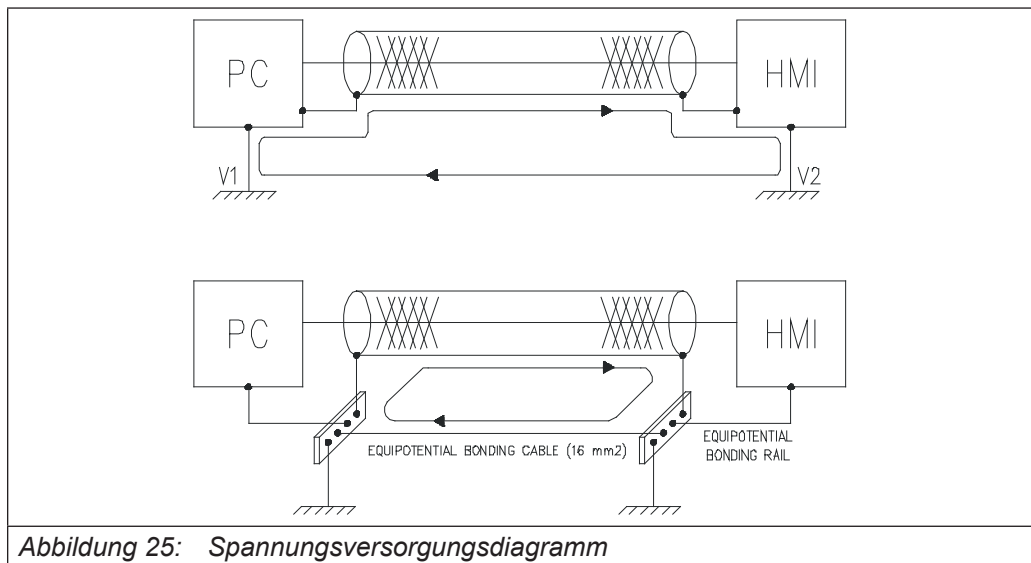 PC
HMI
V1
V2
PC
HMI
EQUIPOTENTIAL BONDING CABLE (16 mm2)
EQUIPOTENTIAL
BONDING RAIL
Abbildung 25: Spannungsversorgungsdiagramm